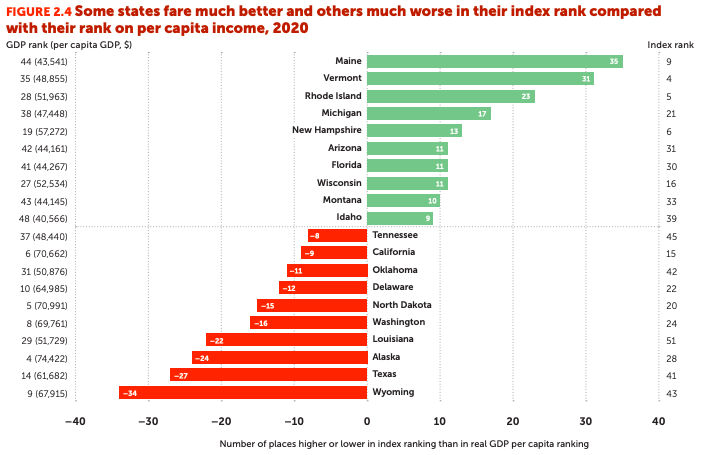 FIGURE 2.4 Some states fare much better and others much worse in their index rank compared
with their rank on per capita income, 2020
GDP rank (per capita GDP, $) Index rank
44 (43,541) Maine 35 9
35 (48,855) Vermont 31 4
28 (51,963) Rhode Island 23 5
38 (47,448) Michigan 17 21
19 (57,272) New Hampshire 13 6
42 (44,161) Arizona 11 31
41 (44,267) Florida 11 30
27 (52,534) Wisconsin 11 16
43 (44,145) Montana 10 33
48 (40,566) Idaho 9 39
37 (48,440) −8 Tennessee 45
6 (70,662) −9 California 15
31 (50,876) −11 Oklahoma 42
10 (64,985) −12 Delaware 22
5 (70,991) −15 North Dakota 20
8 (69,761) −16 Washington 24
29 (51,729) −22 Louisiana 51
4 (74,422) −24 Alaska 28
14 (61,682) −27 Texas 41
9 (67,915) −34 Wyoming 43
−40 −30 −20 −10 0 10 20 30 40
Number of places higher or lower in index ranking than in real GDP per capita ranking